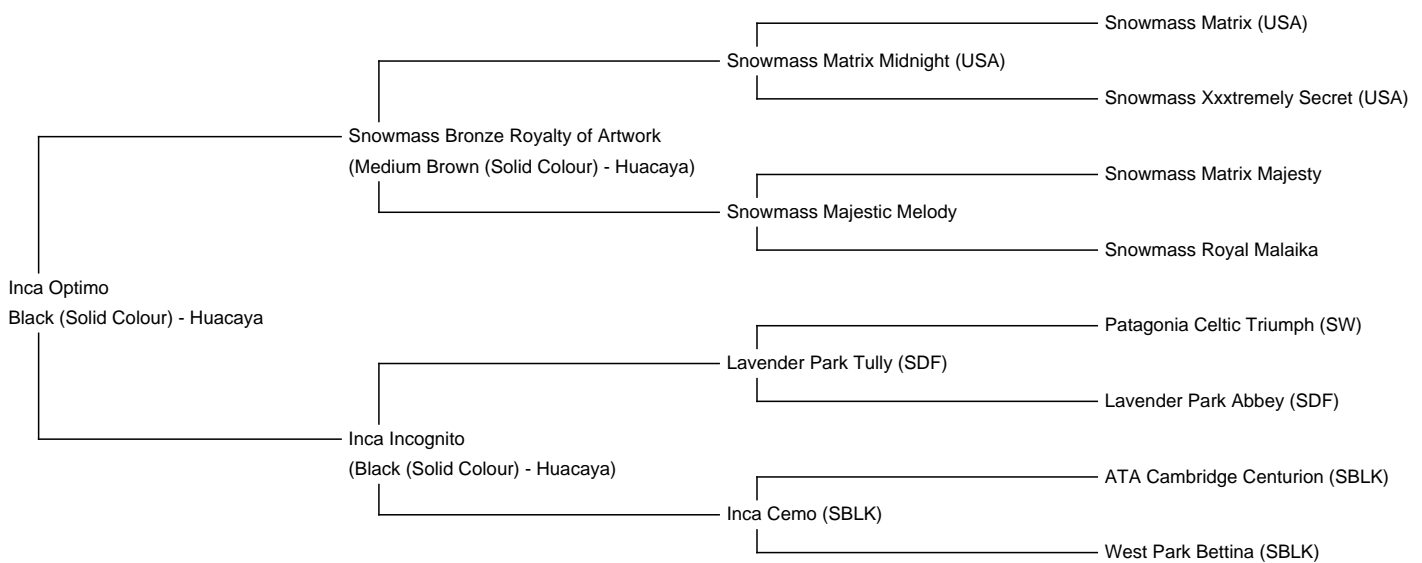 Snowmass Matrix (USA)
Snowmass Matrix Midnight (USA)
Snowmass Xxxtremely Secret (USA)
Snowmass Bronze Royalty of Artwork
(Medium Brown (Solid Colour) - Huacaya)
Snowmass Matrix Majesty
Snowmass Majestic Melody
Snowmass Royal Malaika
Inca Optimo
Black (Solid Colour) - Huacaya
Patagonia Celtic Triumph (SW)
Lavender Park Tully (SDF)
Lavender Park Abbey (SDF)
Inca Incognito
(Black (Solid Colour) - Huacaya)
ATA Cambridge Centurion (SBLK)
Inca Cemo (SBLK)
West Park Bettina (SBLK)